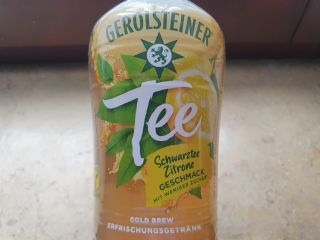 GEROLSTEINER
Tee
Schwarztee
Zitrone
GESCHMACK
MIT WENIGER ZUCKER
COLD BREW
ERFRISCHUNGSGETRÄNK